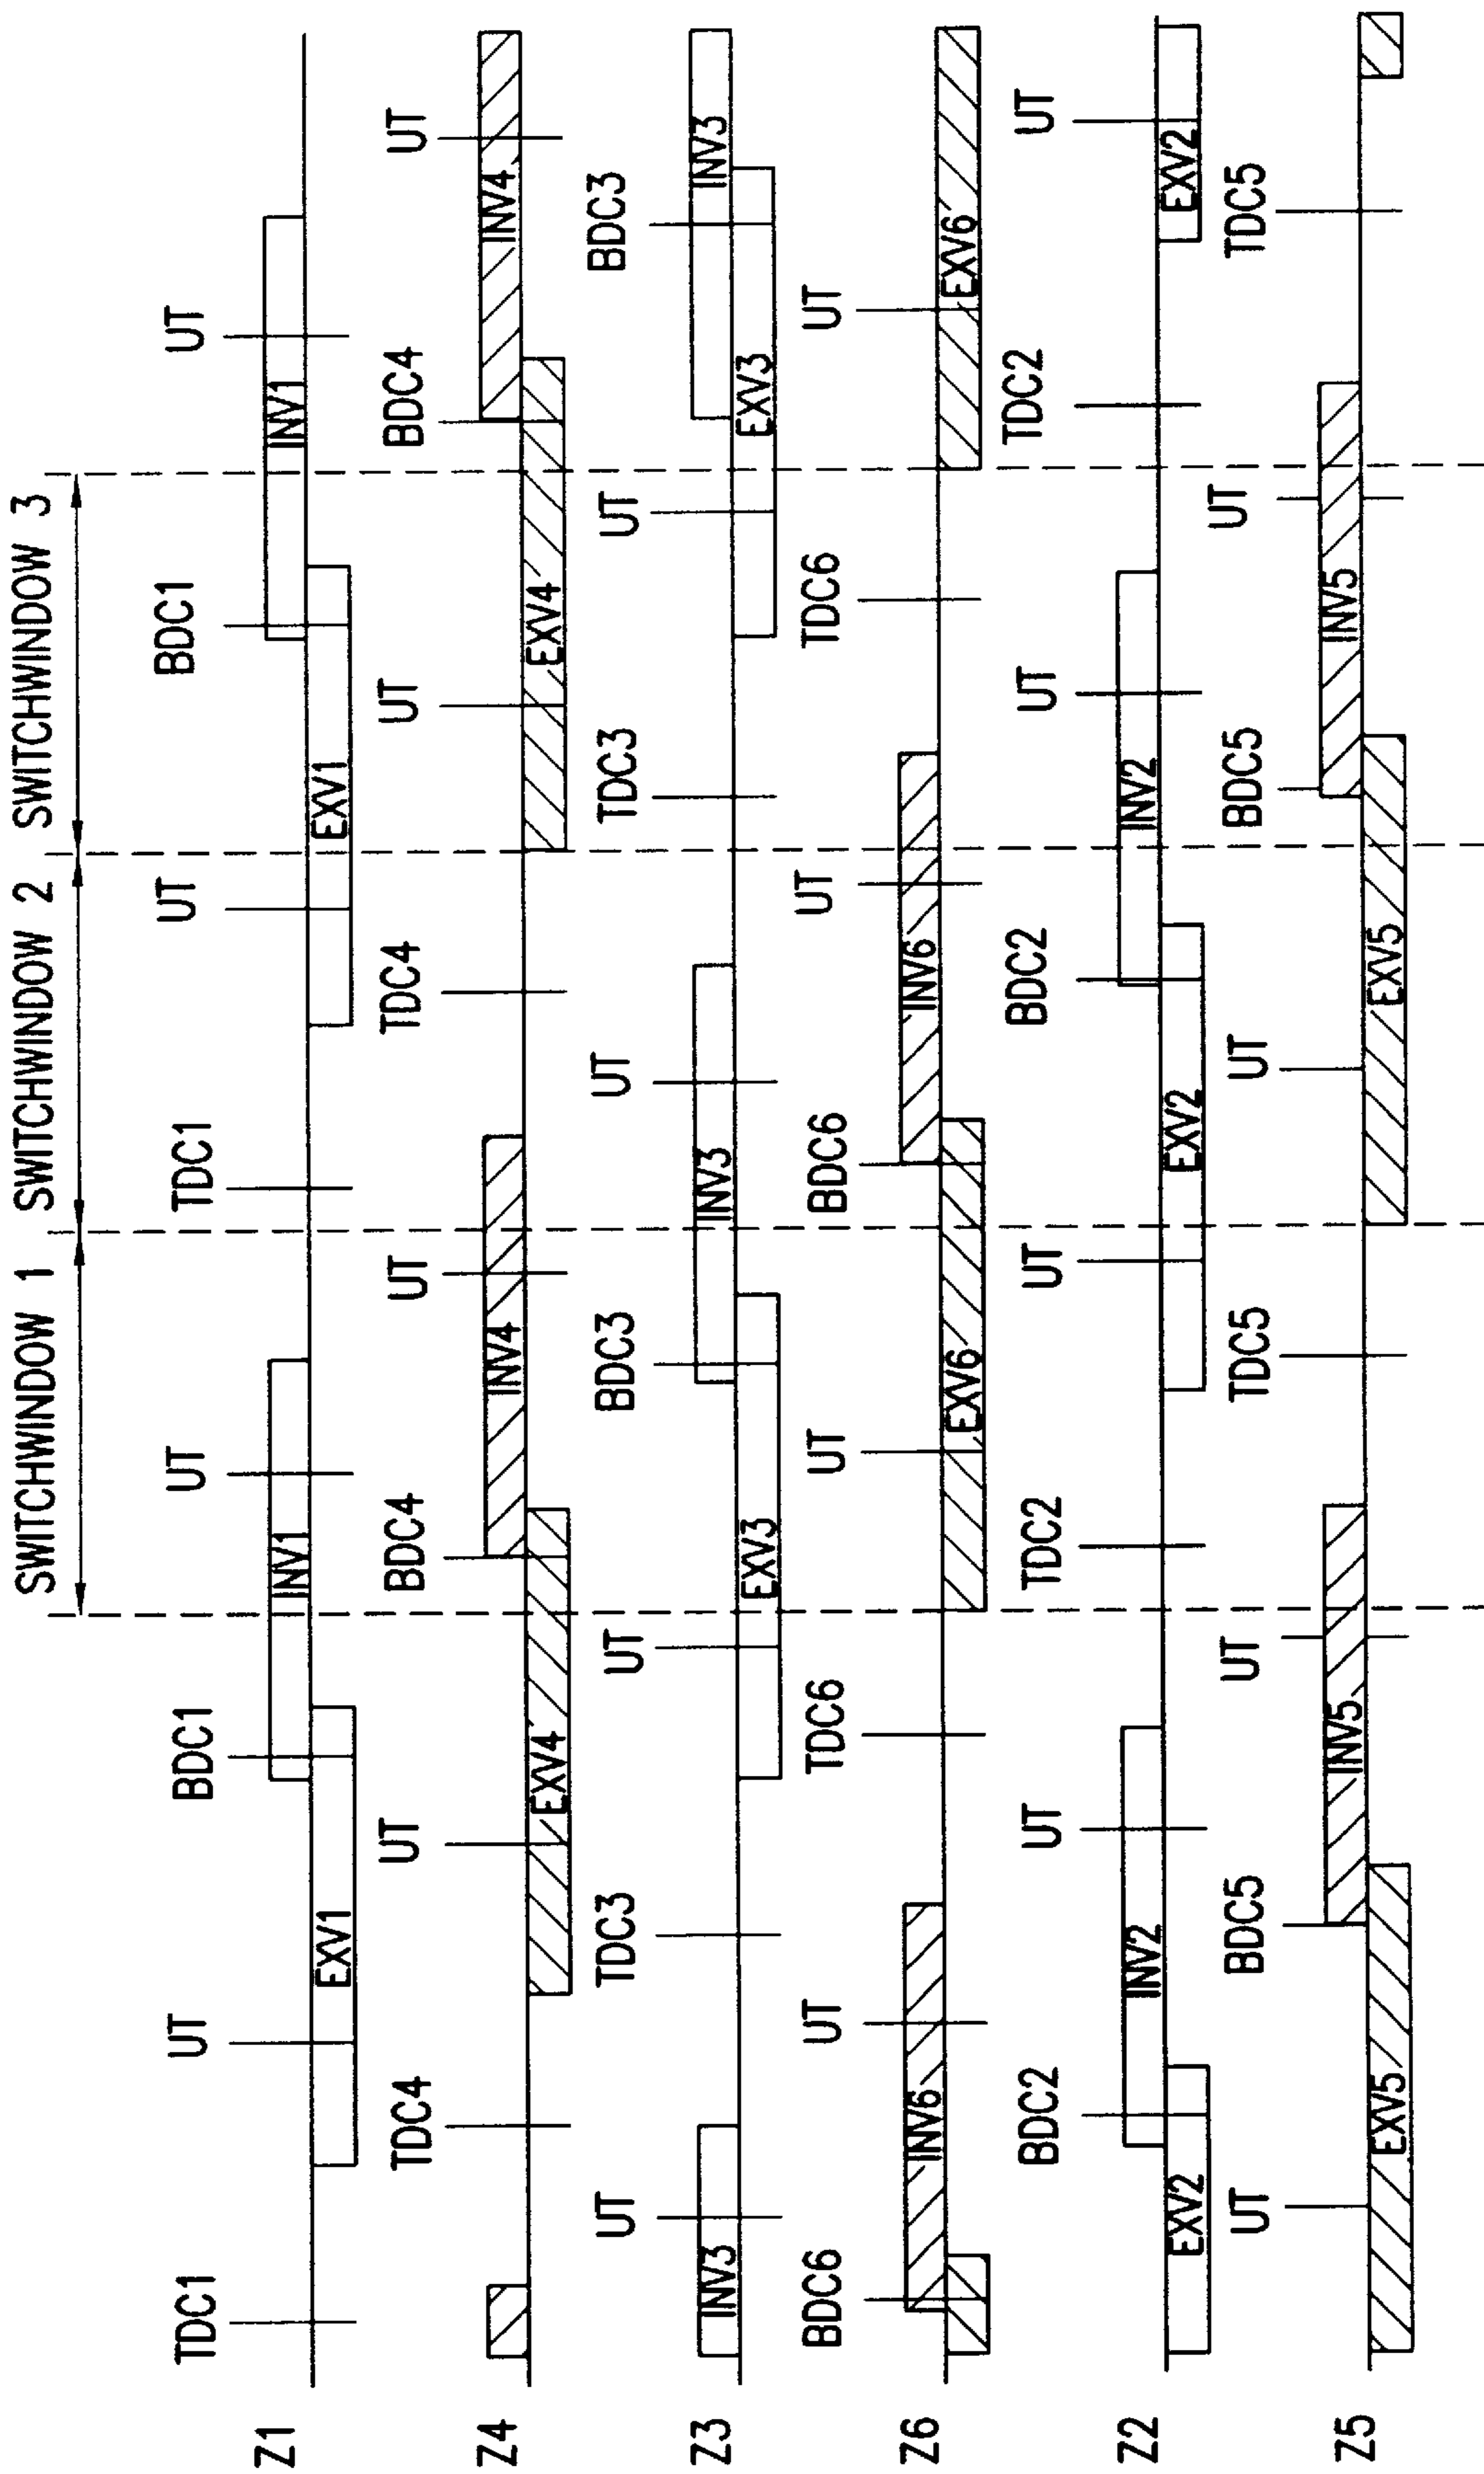 SWITCHWINDOW 1 SWITCHWINDOW 2 SWITCHWINDOW 3
TDC1 UT BDC1 UT TDC1 UT BDC1 UT
INV1 INV1
Z1
EXV1 EXV1
TDC4 UT BDC4 UT TDC4 UT BDC4 UT
INV4 INV4
Z4
EXV4 EXV4
UT TDC3 UT BDC3 UT TDC3 UT BDC3
INV3 INV3 INV3
Z3
EXV3 EXV3
BDC6 UT TDC6 UT BDC6 UT TDC6 UT
INV6 INV6
Z6
EXV6 EXV6
BDC2 UT TDC2 UT BDC2 UT TDC2 UT
INV2 INV2
Z2
EXV2 EXV2 EXV2
UT BDC5 UT TDC5 UT BDC5 UT TDC5
INV5 INV5
Z5
EXV5 EXV5